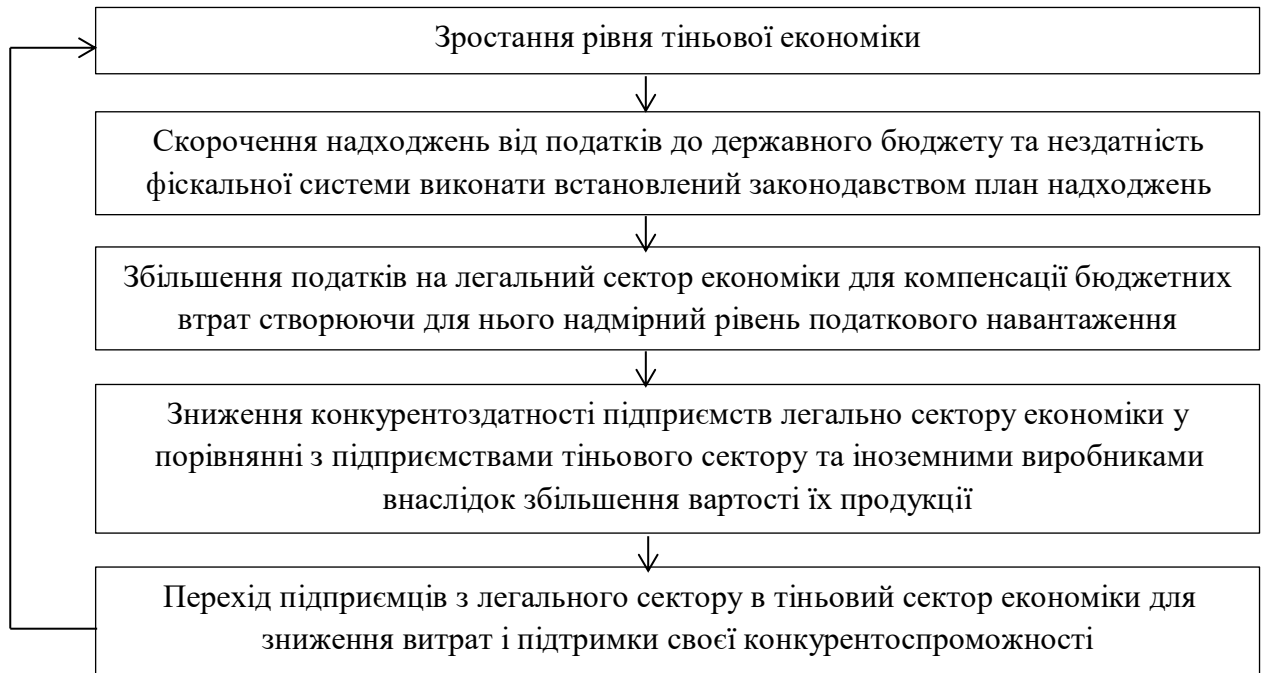 Зростання рівня тіньової економіки
Скорочення надходжень від податків до державного бюджету та нездатність
фіскальної системи виконати встановлений законодавством план надходжень
Збільшення податків на легальний сектор економіки для компенсації бюджетних
втрат створюючи для нього надмірний рівень податкового навантаження
Зниження конкурентоздатності підприємств легально сектору економіки у
порівнянні з підприємствами тіньового сектору та іноземними виробниками
внаслідок збільшення вартості їх продукції
Перехід підприємців з легального сектору в тіньовий сектор економіки для
зниження витрат і підтримки своєї конкурентоспроможності